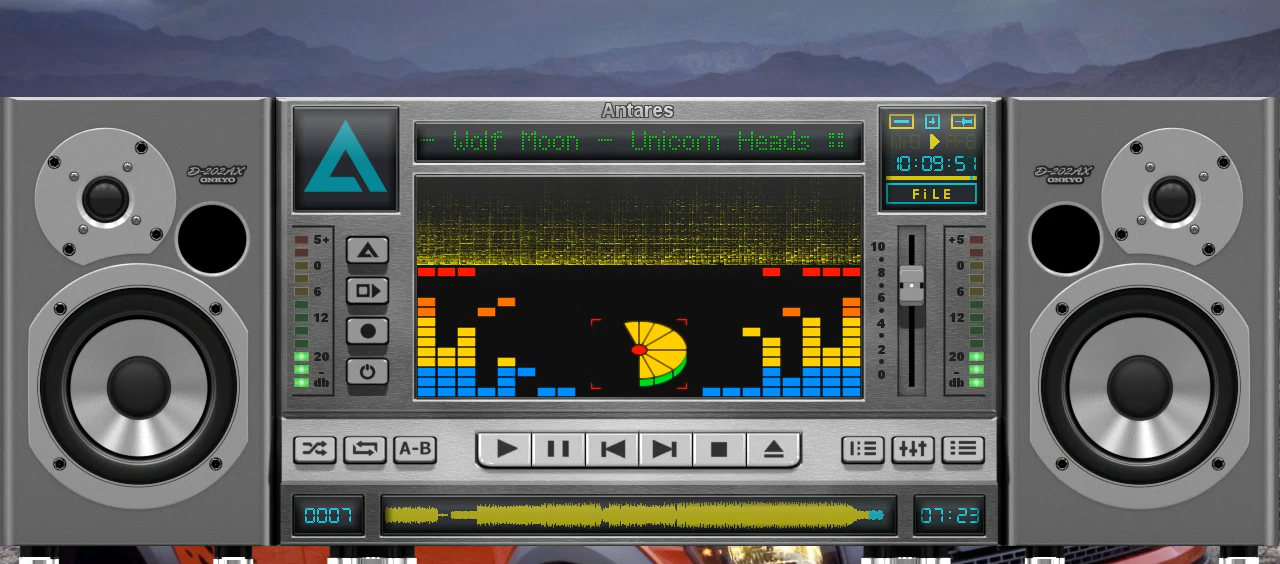 Antares
– Wolf Moon – Unicorn Heads
10:09:51
FiLE
D-202AX
ONKYO
D-202AX
ONKYO
5+
0
6
12
20
-
db
10
8
6
4
2
0
+5
0
6
12
20
-
db
A-B
0007
07:23